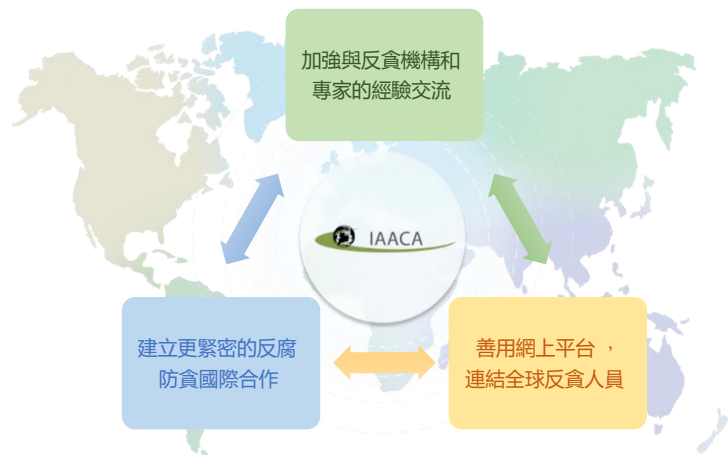 加強與反貪機構和
專家的經驗交流
IAACA
建立更緊密的反腐
防貪國際合作
善用網上平台，
連結全球反貪人員